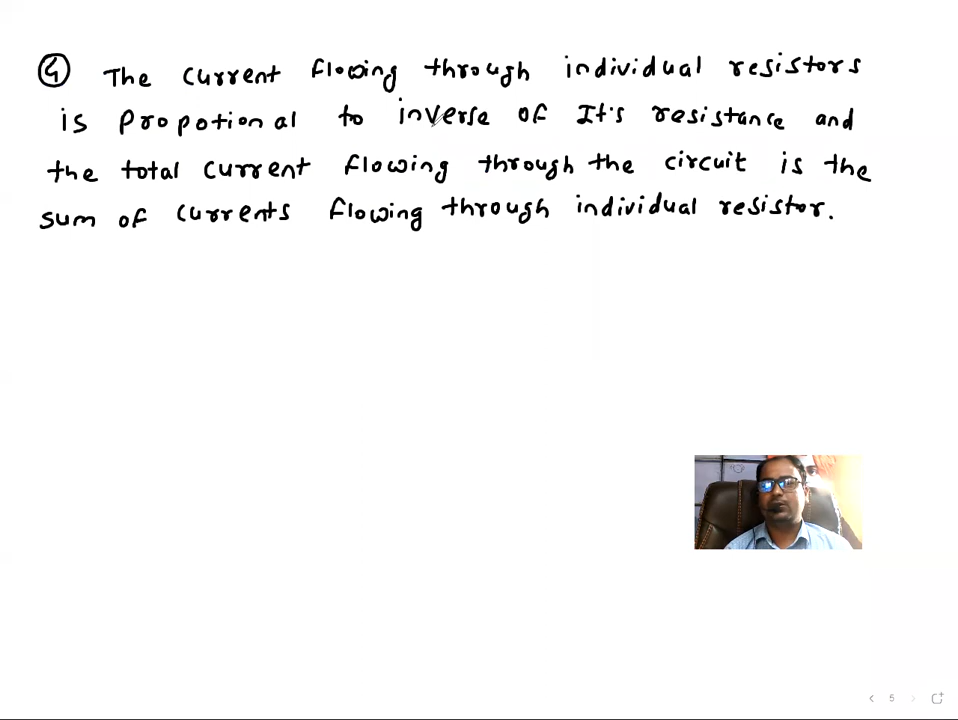 ④ The current flowing through individual resistors
is Propotional to inverse of It's resistance and
the total current flowing through the circuit is the
sum of currents flowing through individual resistor.
5